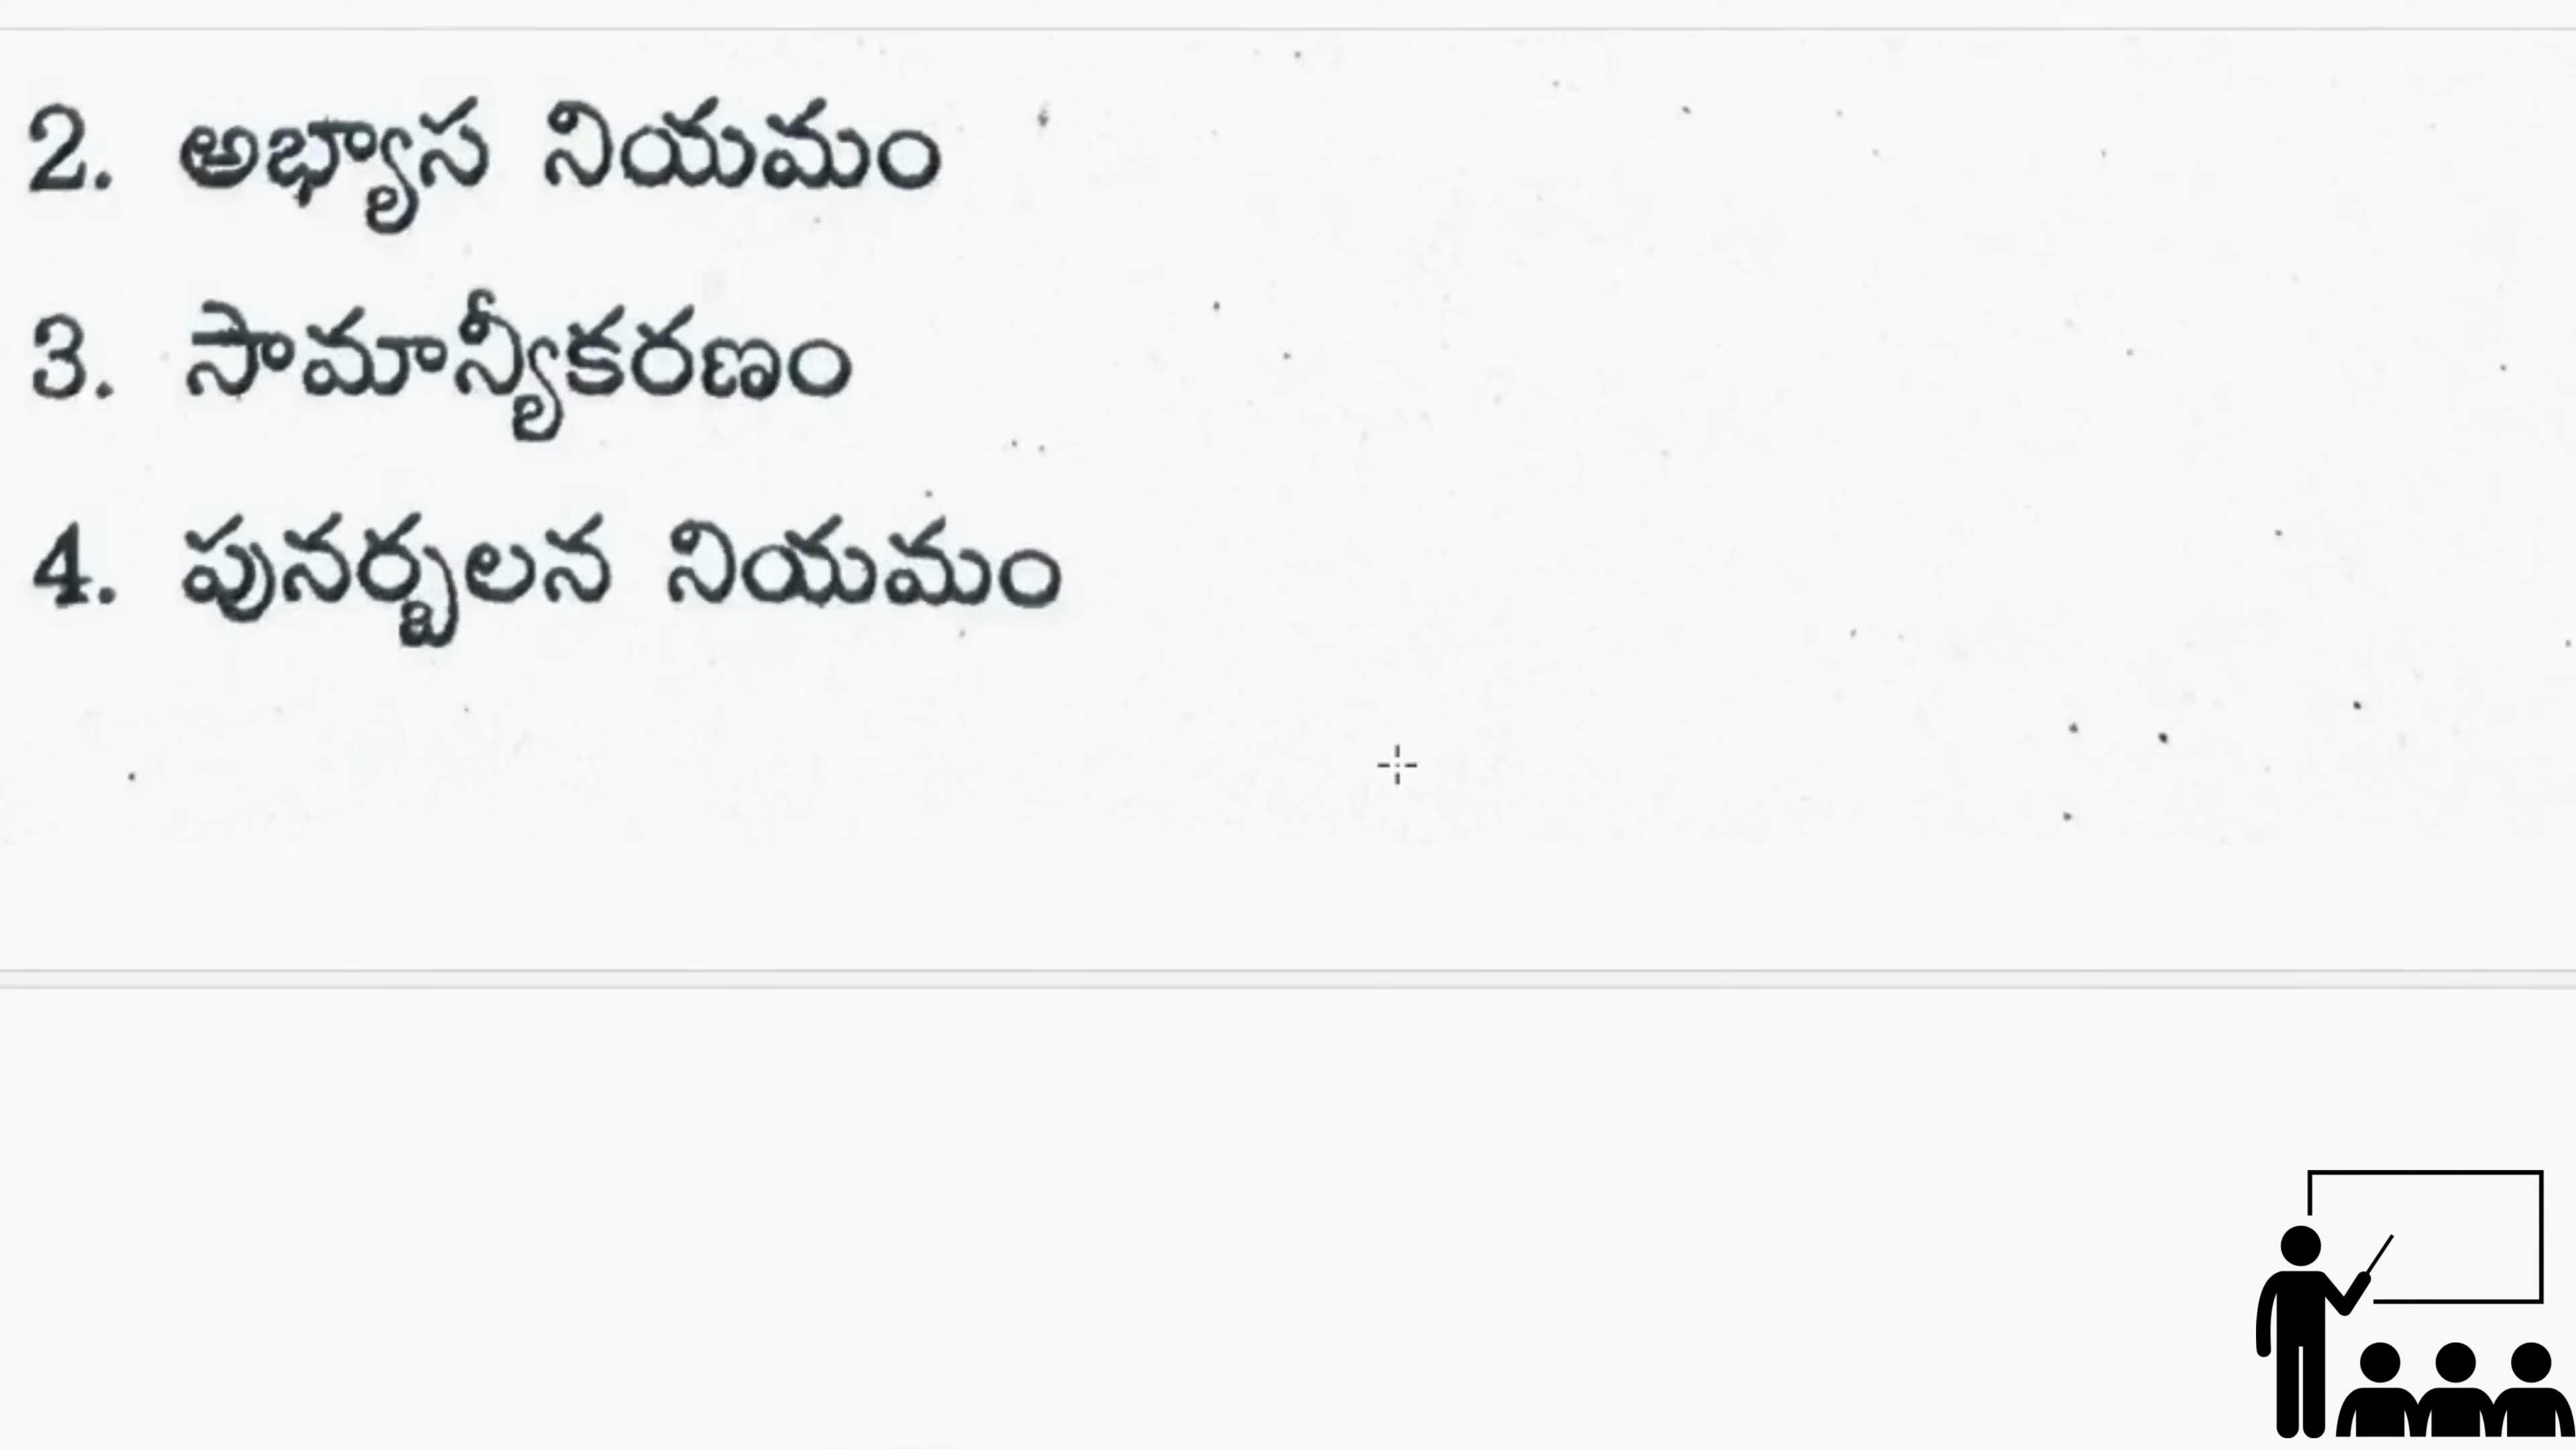 2. అభ్యాస నియమం
3. సామాన్యీకరణం
4. పునర్బలన నియమం